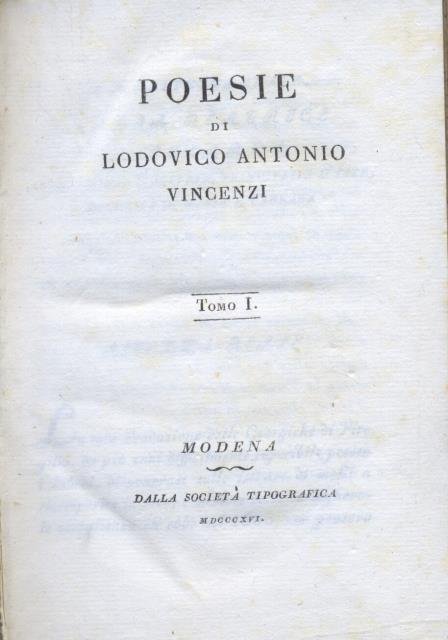 POESIE
DI
LODOVICO ANTONIO
VINCENZI
Tomo I.
MODENA
DALLA SOCIETÀ TIPOGRAFICA
MDCCCXVI.